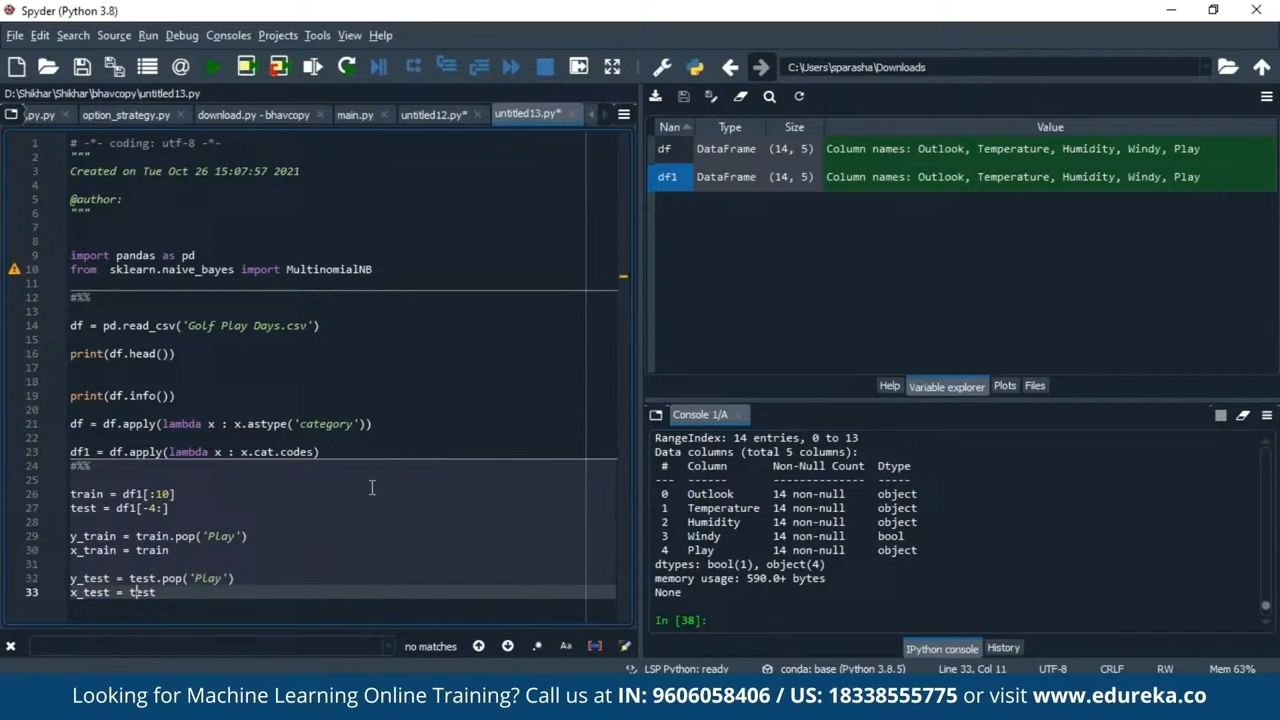 Spyder (Python 3.8)
File Edit Search Source Run Debug Consoles Projects Tools View Help
C:\Users\sparasha\Downloads
D:\Shikhar\Shikhar\bhavcopy\untitled13.py
.py.py option_strategy.py download.py - bhavcopy main.py untitled12.py* untitled13.py*
1 # -*- coding: utf-8 -*-
2 """
3 Created on Tue Oct 26 15:07:57 2021
4
5 @author:
6 """
7
8
9 import pandas as pd
10 from sklearn.naive_bayes import MultinomialNB
11
12 #%%
13
14 df = pd.read_csv('Golf Play Days.csv')
15
16 print(df.head())
17
18
19 print(df.info())
20
21 df = df.apply(lambda x : x.astype('category'))
22
23 df1 = df.apply(lambda x : x.cat.codes)
24 #%%
25
26 train = df1[:10]
27 test = df1[-4:]
28
29 y_train = train.pop('Play')
30 x_train = train
31
32 y_test = test.pop('Play')
33 x_test = test
no matches Aa
Nan Type Size Value
df DataFrame (14, 5) Column names: Outlook, Temperature, Humidity, Windy, Play
df1 DataFrame (14, 5) Column names: Outlook, Temperature, Humidity, Windy, Play
Help Variable explorer Plots Files
Console 1/A
RangeIndex: 14 entries, 0 to 13
Data columns (total 5 columns):
# Column Non-Null Count Dtype
--- ------ -------------- -----
0 Outlook 14 non-null object
1 Temperature 14 non-null object
2 Humidity 14 non-null object
3 Windy 14 non-null bool
4 Play 14 non-null object
dtypes: bool(1), object(4)
memory usage: 590.0+ bytes
None
In [38]:
IPython console History
LSP Python: ready conda: base (Python 3.8.5) Line 33, Col 11 UTF-8 CRLF RW Mem 63%
Looking for Machine Learning Online Training? Call us at IN: 9606058406 / US: 18338555775 or visit www.edureka.co